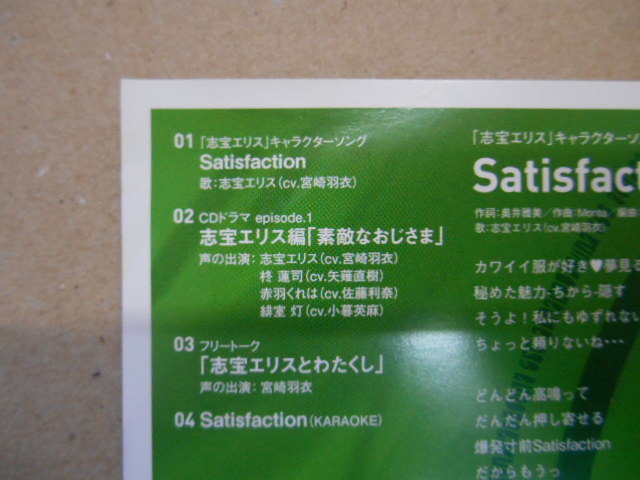 01 「志宝エリス」キャラクターソング
Satisfaction
歌:志宝エリス(cv.宮崎羽衣)
02 CDドラマ episode.1
志宝エリス編「素敵なおじさま」
声の出演: 志宝エリス(cv.宮崎羽衣)
柊 蓮司(cv.矢薙直樹)
赤羽くれは(cv.佐藤利奈)
緋室 灯(cv.小暮英麻)
03 フリートーク
「志宝エリスとわたくし」
声の出演: 宮崎羽衣
04 Satisfaction(KARAOKE)
「志宝エリス」キャラクターソ
Satisfact
作詞:奥井雅美/作曲:Monta/編曲
歌:志宝エリス(cv.宮崎羽衣)
カワイイ服が好き♥夢見る
秘めた魅力-ちから-隠す
そうよ!私にもゆずれない
ちょっと頼りないね…
どんどん高鳴って
だんだん押し寄せる
爆発寸前Satisfaction
だからもうっ